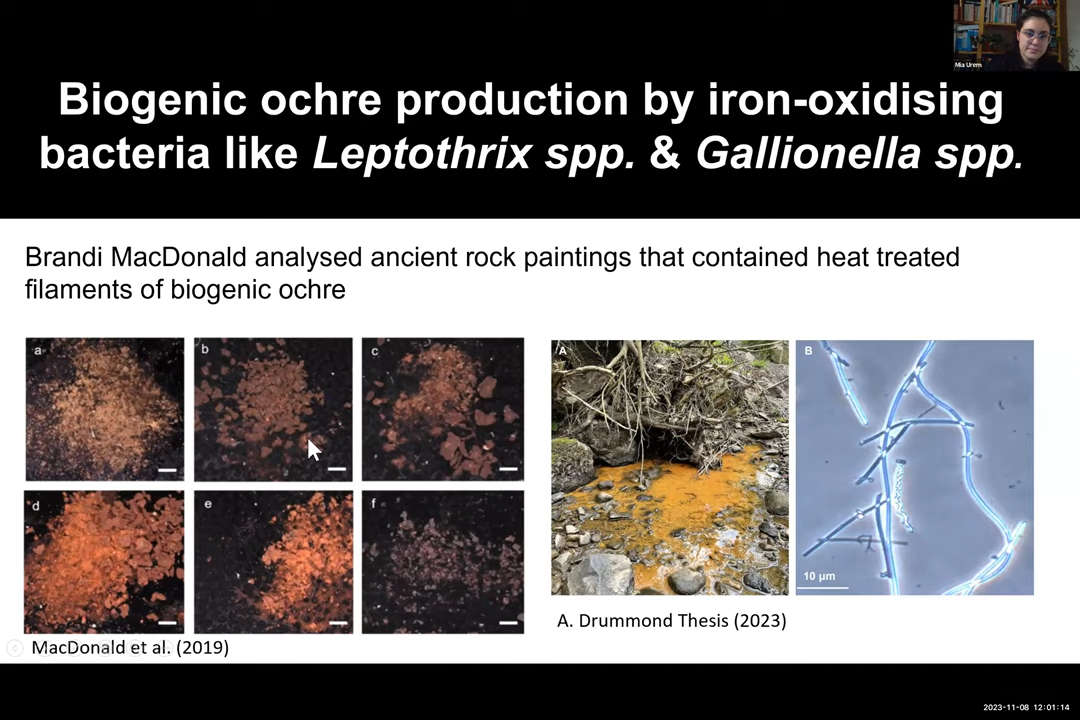 Mia Urem
Biogenic ochre production by iron-oxidising
bacteria like Leptothrix spp. & Gallionella spp.
Brandi MacDonald analysed ancient rock paintings that contained heat treated
filaments of biogenic ochre
a
b
c
d
e
f
MacDonald et al. (2019)
A
B
10 µm
A. Drummond Thesis (2023)
2023-11-08 12:01:14